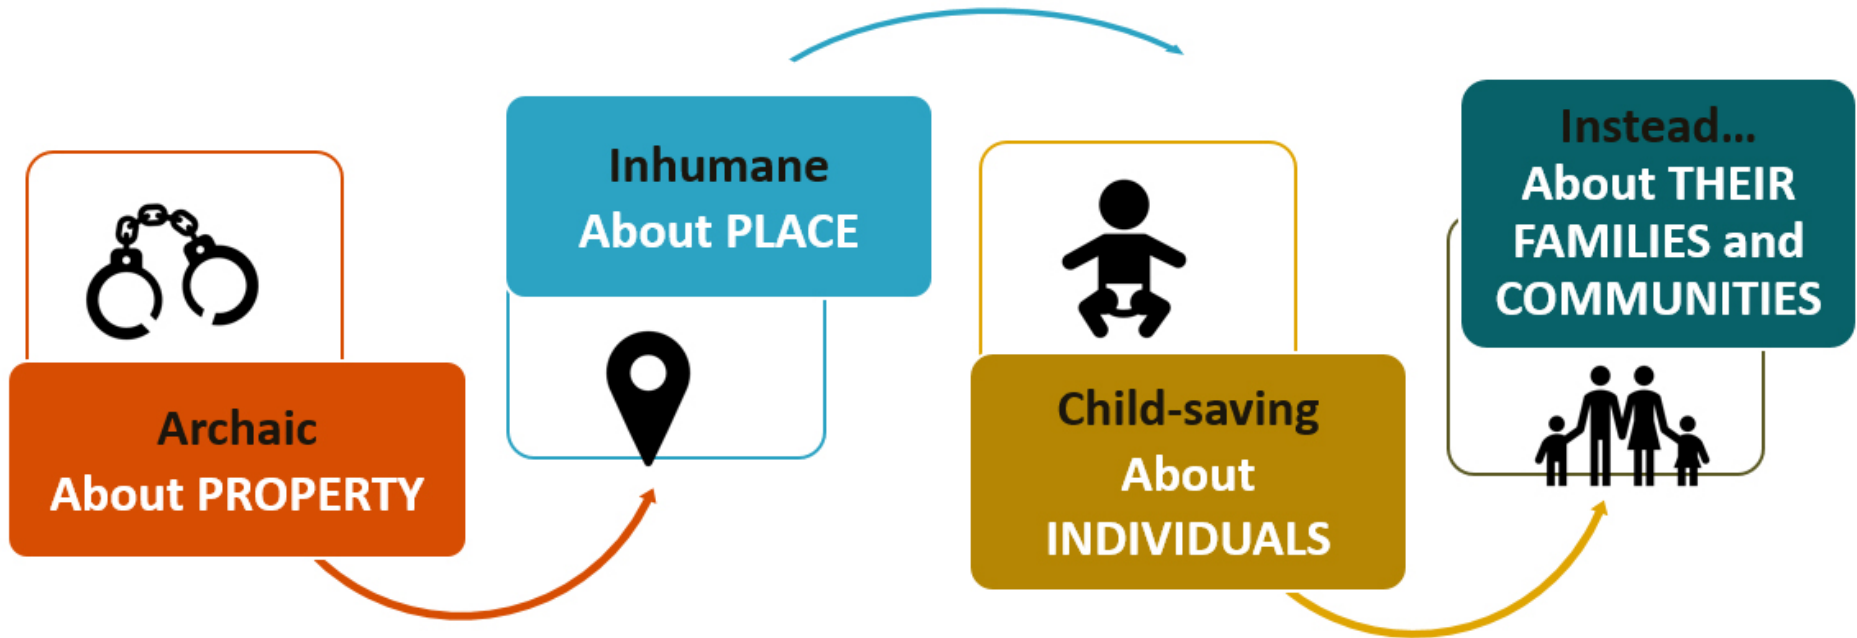 Archaic
About PROPERTY
Inhumane
About PLACE
Child-saving
About
INDIVIDUALS
Instead...
About THEIR
FAMILIES and
COMMUNITIES